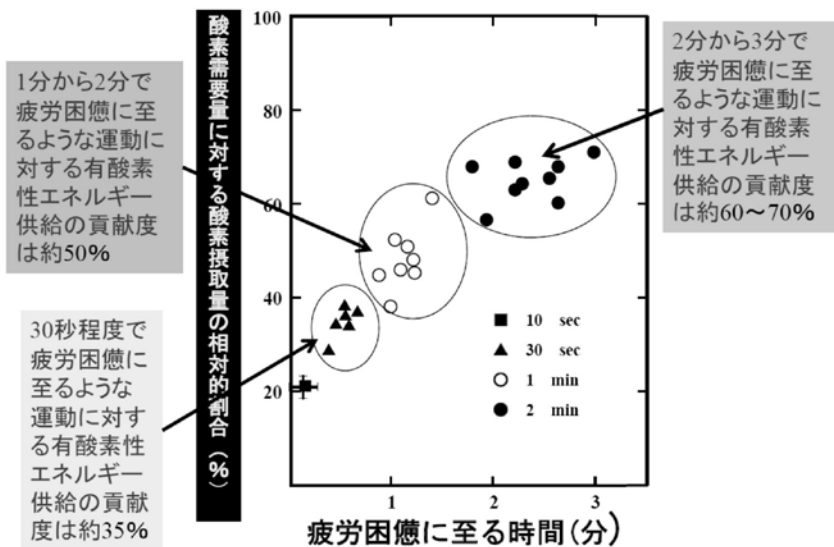 1分から2分で
疲労困憊に至
るような運動に
対する有酸素
性エネルギー
供給の貢献度
は約50%
30秒程度で
疲労困憊に
至るような
運動に対す
る有酸素性
エネルギー
供給の貢献
度は約35%
酸素需要量に対する酸素摂取量の相対的割合(%)
100
80
60
40
20
10 sec
30 sec
1 min
2 min
1
2
3
疲労困憊に至る時間(分)
2分から3分で
疲労困憊に至
るような運動に
対する有酸素
性エネルギー
供給の貢献度
は約60~70%